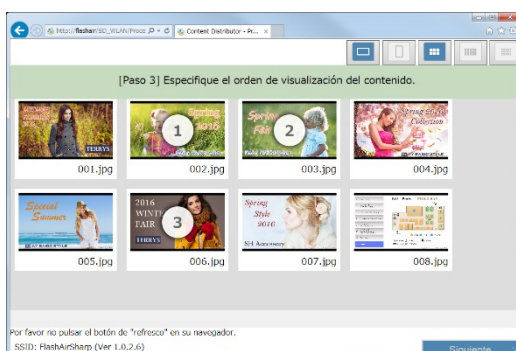 http://flashair/SD_WLAN/Proce
Content Distributor - Pr...
[Paso 3] Especifique el orden de visualización del contenido.
TERRYS
1
Spring
2016
Spring
Fair
2
Spring 2016
Collection
001.jpg
002.jpg
003.jpg
004.jpg
Special
Summer
2016
WINTER
FAIR
TERRYS
3
Spring
Style
2016
SH Anniversary
005.jpg
006.jpg
007.jpg
008.jpg
Por favor no pulsar el botón de "refresco" en su navegador.
SSID: FlashAirSharp (Ver 1.0.2.6)
Siguiente